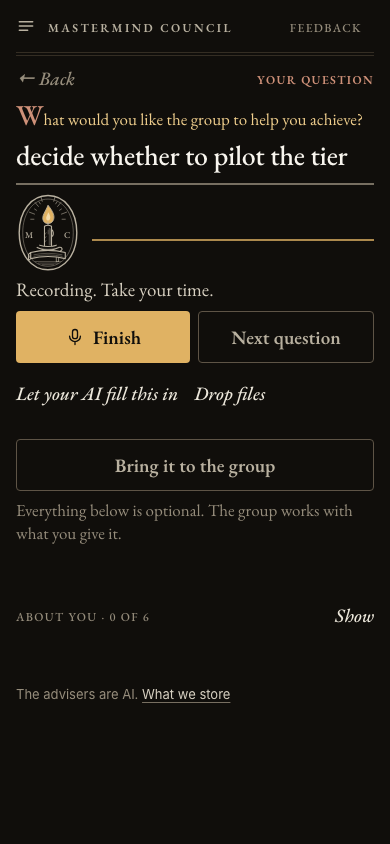 MASTERMIND COUNCIL
FEEDBACK
← Back
YOUR QUESTION
What would you like the group to help you achieve?
decide whether to pilot the tier
M C
Recording. Take your time.
Finish
Next question
Let your AI fill this in
Drop files
Bring it to the group
Everything below is optional. The group works with
what you give it.
ABOUT YOU · 0 OF 6
Show
The advisers are AI. What we store